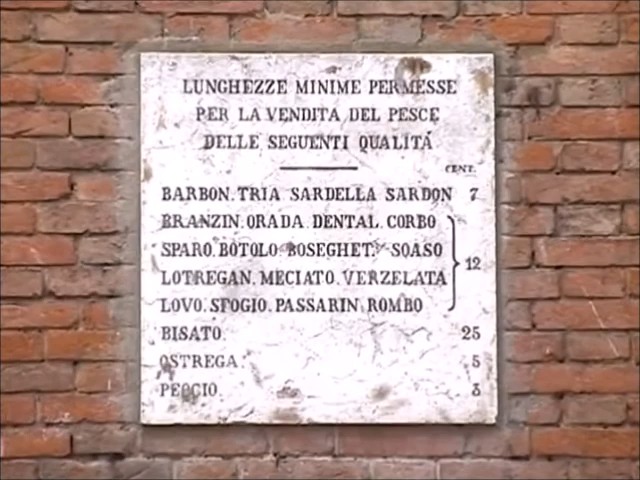 LUNGHEZZE MINIME PERMESSE
PER LA VENDITA DEL PESCE
DELLE SEGUENTI QUALITÁ
CENT.
BARBON.TRIA SARDELLA SARDON 7
BRANZIN.ORADA.DENTAL.CORBO
SPARO.BOTOLO.BOSEGHET.SOASO
12
LOTREGAN.MECIATO.VERZELATA
LOVO.SFOGIO.PASSARIN.ROMBO
BISATO. 25
OSTREGA. 5
PEOCIO. 3